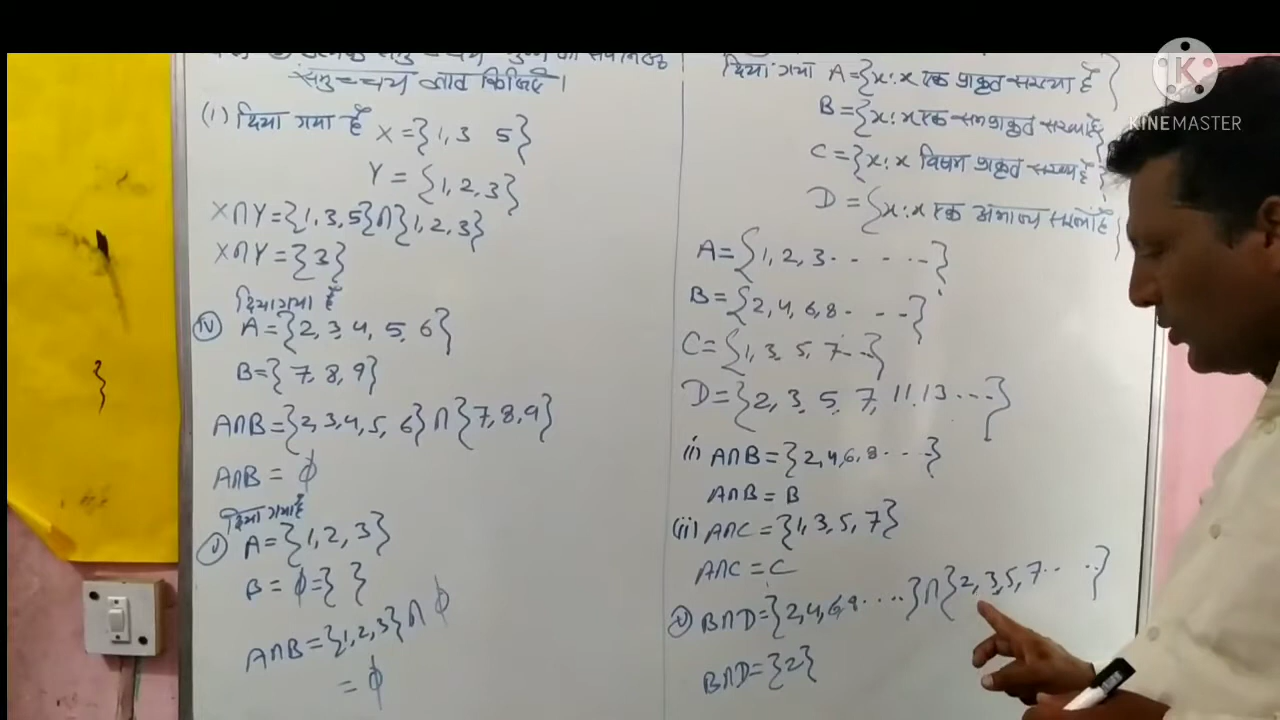 समुच्चय ज्ञात कीजिए।
(i) दिया गया है
X={1,3 5}
Y={1,2,3}
X∩Y={1,3,5}∩{1,2,3}
X∩Y={3}
दिया गया है
(iv) A={2,3,4,5,6}
B={7,8,9}
A∩B={2,3,4,5,6}∩{7,8,9}
A∩B=ϕ
दिया गया है
(v) A={1,2,3}
B=ϕ={ }
A∩B={1,2,3}∩ϕ
=ϕ
दिया गया A={x:x एक प्राकृत संख्या है}
B={x:x एक सम प्राकृत संख्या है}
C={x:x विषम प्राकृत संख्या है}
D={x:x एक अभाज्य संख्या है}
A={1,2,3.....}
B={2,4,6,8....}
C={1,3,5,7...}
D={2,3,5,7,11,13....}
(i) A∩B={2,4,6,8....}
A∩B=B
(ii) A∩C={1,3,5,7}
A∩C=C
(v) B∩D={2,4,6,8.....}∩{2,3,5,7....}
B∩D={2}
KINEMASTER